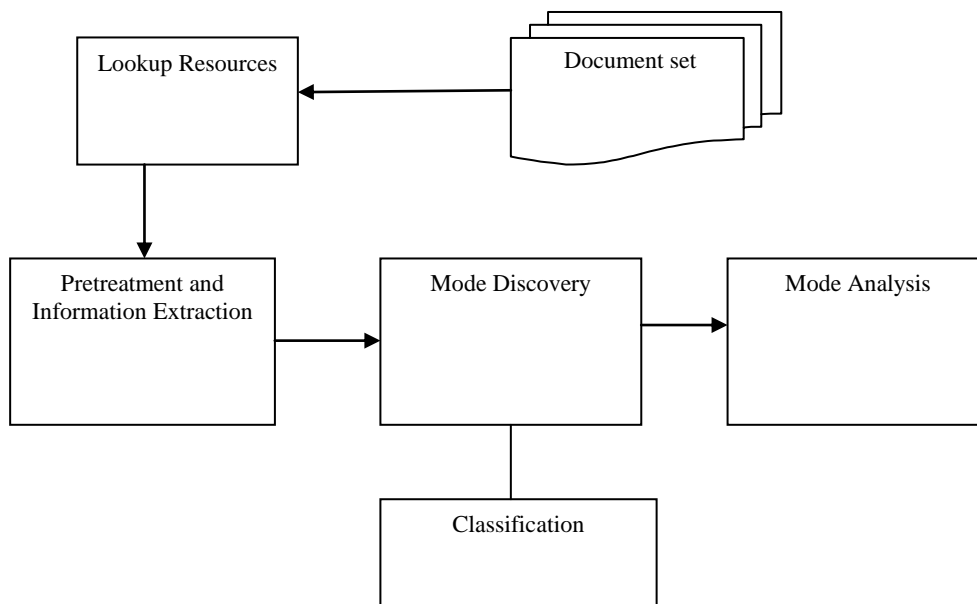 Lookup Resources
Document set
Pretreatment and
Information Extraction
Mode Discovery
Mode Analysis
Classification